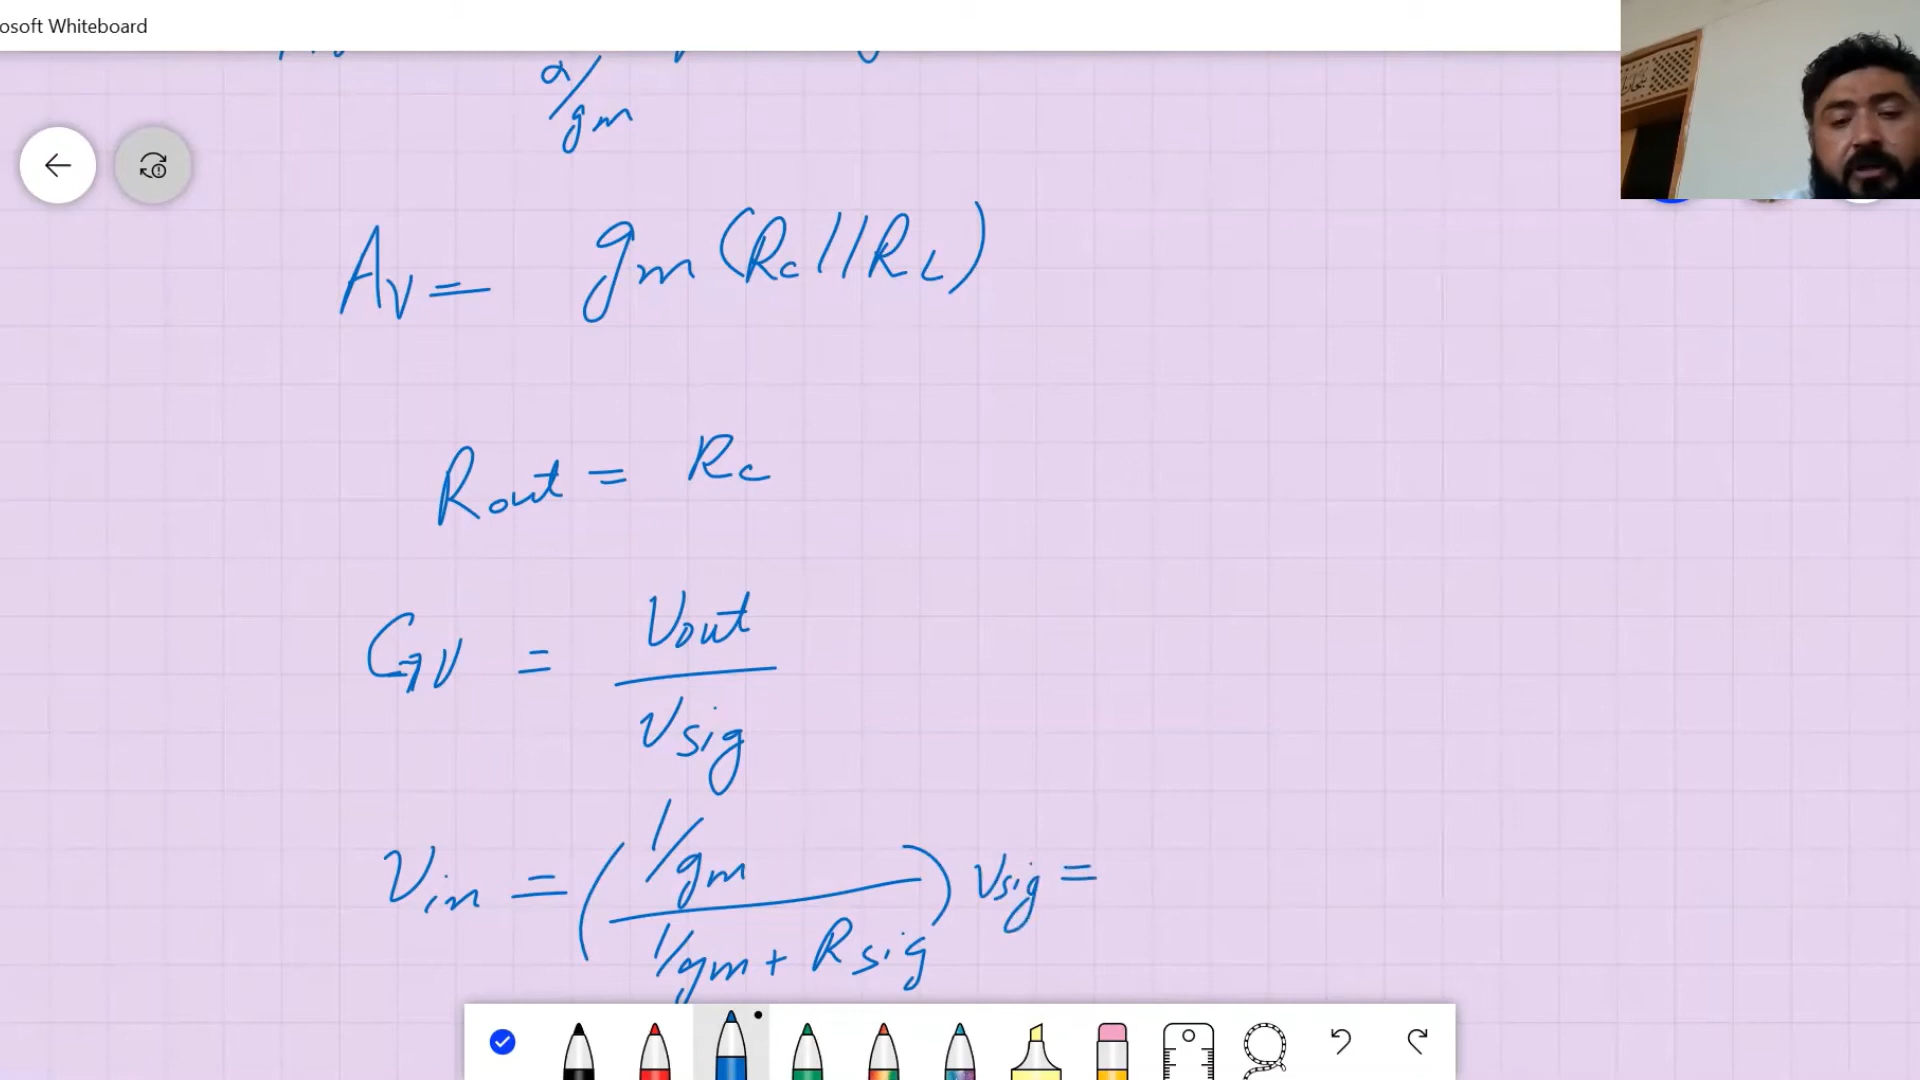 osoft Whiteboard
α/gm
Av = gm (Rc//RL)
Rout = Rc
Gv = Vout/Vsig
Vin = ( 1/gm / 1/gm + Rsig ) Vsig =